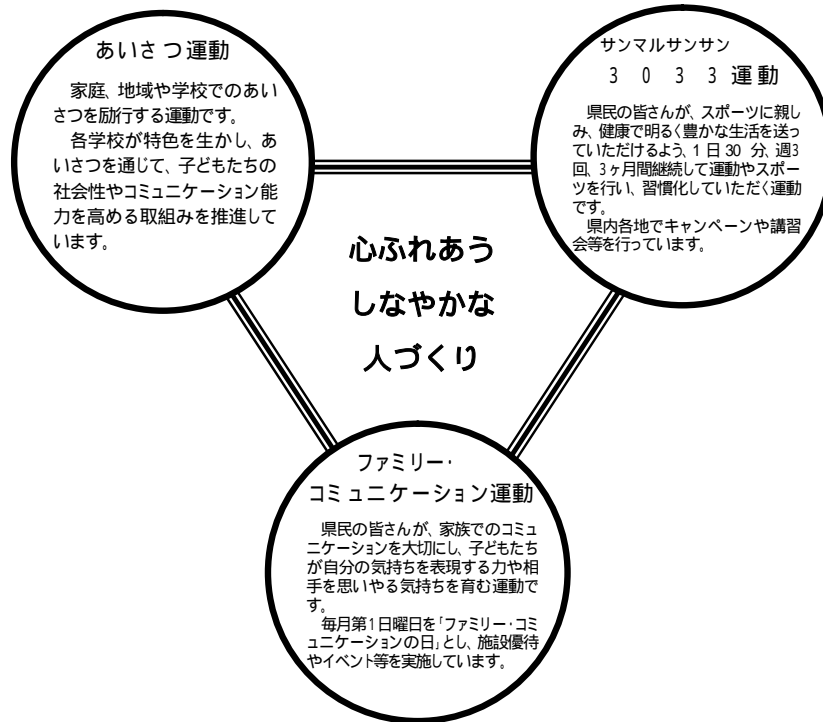 あいさつ運動
家庭、地域や学校でのあい
さつを励行する運動です。
各学校が特色を生かし、あ
いさつを通じて、子どもたちの
社会性やコミュニケーション能
力を高める取組みを推進して
います。
サンマルサンサン
3 0 3 3 運動
県民の皆さんが、スポーツに親し
み、健康で明るく豊かな生活を送っ
ていただけるよう、1日30 分、週3
回、3ヶ月間継続して運動やスポー
ツを行い、習慣化していただく運動
です。
県内各地でキャンペーンや講習
会等を行っています。
心ふれあう
しなやかな
人づくり
ファミリー・
コミュニケーション運動
県民の皆さんが、家族でのコミュ
ニケーションを大切にし、子どもたち
が自分の気持ちを表現する力や相
手を思いやる気持ちを育む運動で
す。
毎月第1日曜日を「ファミリー・コミ
ュニケーションの日」とし、施設優待
やイベント等を実施しています。